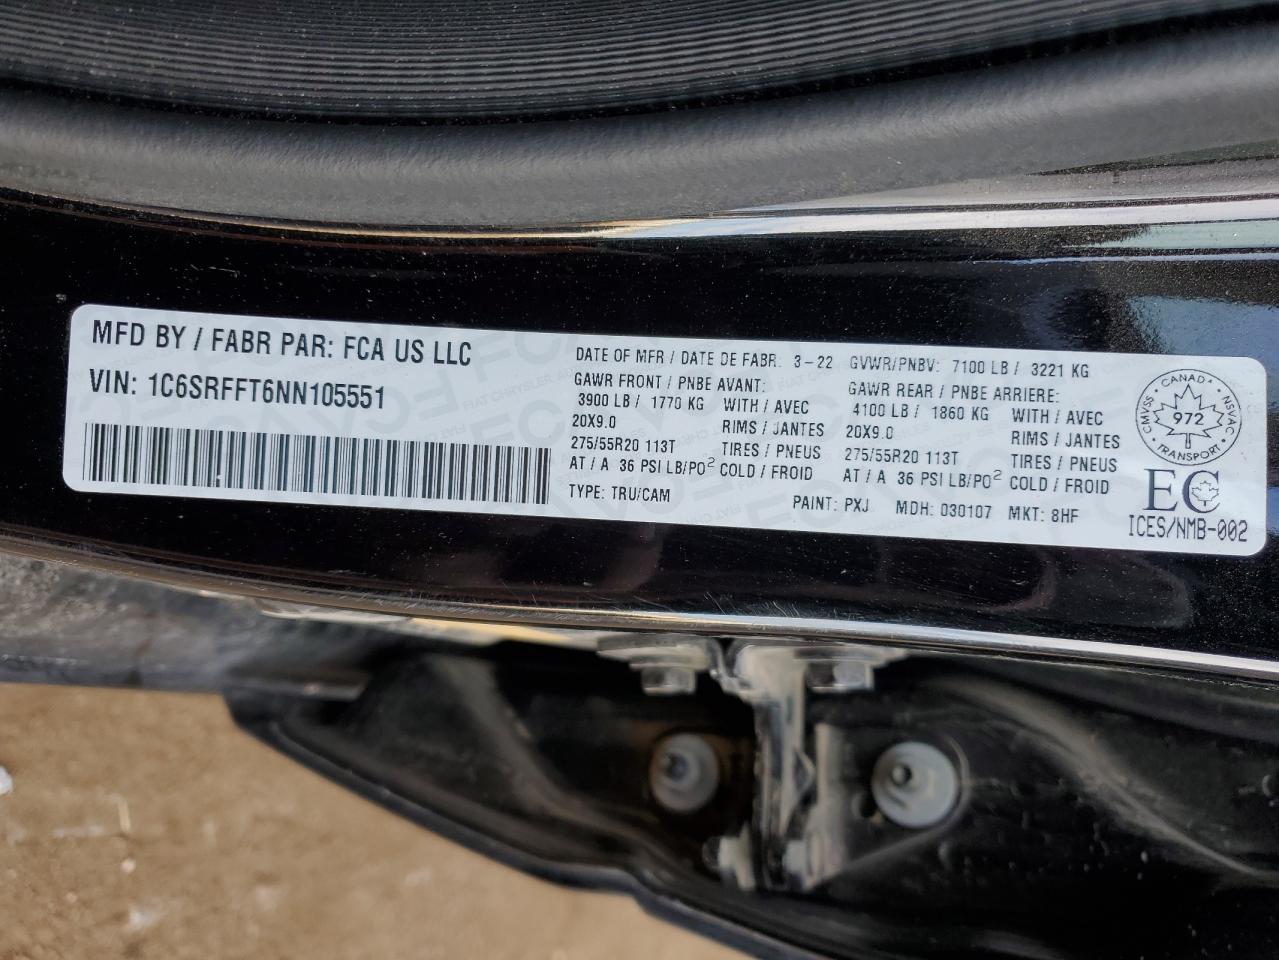 MFD BY / FABR PAR: FCA US LLC
VIN: 1C6SRFFT6NN105551
DATE OF MFR / DATE DE FABR: 3-22 GVWR/PNBV: 7100 LB / 3221 KG
GAWR FRONT / PNBE AVANT: GAWR REAR / PNBE ARRIERE:
3900 LB / 1770 KG WITH / AVEC 4100 LB / 1860 KG WITH / AVEC
20X9.0 RIMS / JANTES 20X9.0 RIMS / JANTES
275/55R20 113T TIRES / PNEUS 275/55R20 113T TIRES / PNEUS
AT / A 36 PSI LB/PO² COLD / FROID AT / A 36 PSI LB/PO² COLD / FROID
TYPE: TRU/CAM PAINT: PXJ MDH: 030107 MKT: 8HF
CANADA
CMVSS 972 NSVAC
TRANSPORT
EC
ICES/NMB-002